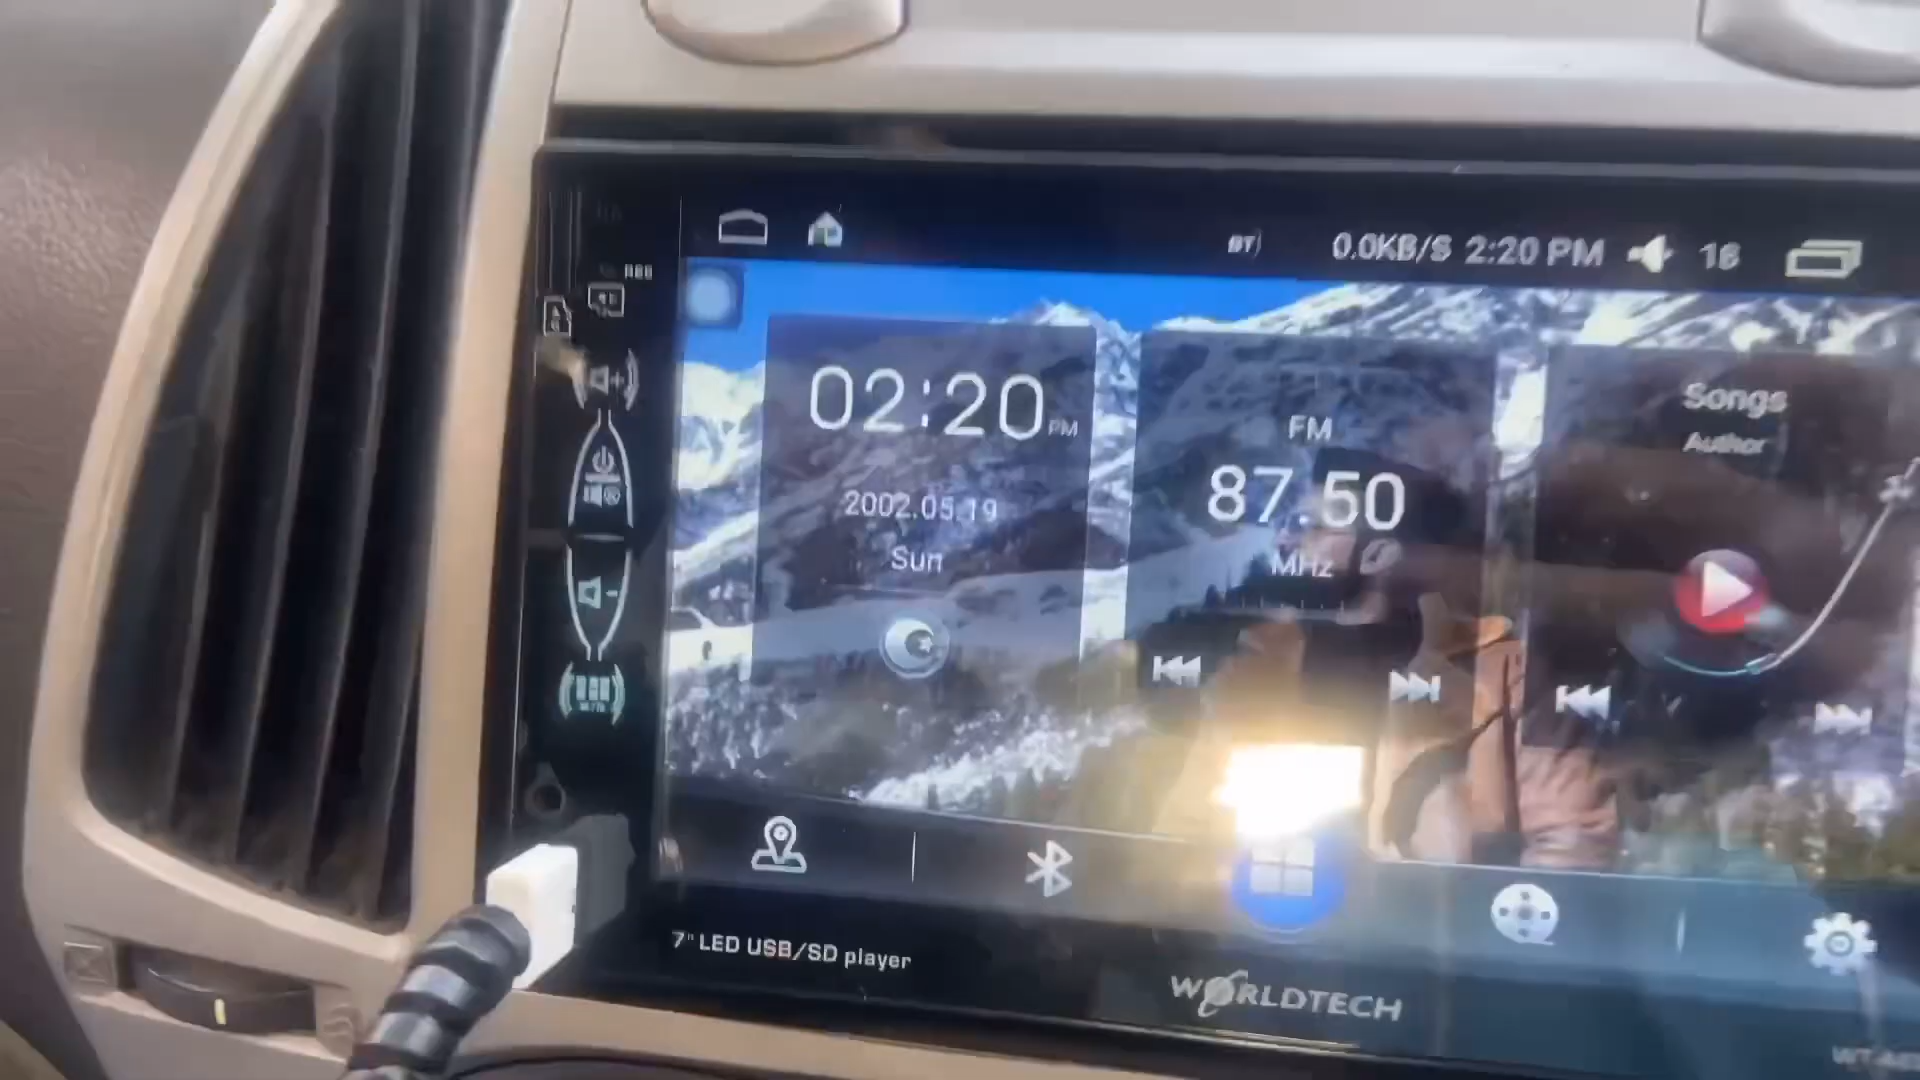 BT
0.0KB/S 2:20 PM 18
02:20 PM
2002.05.19
Sun
FM
87.50
MHz
Songs
Author
7" LED USB/SD player
WORLDTECH